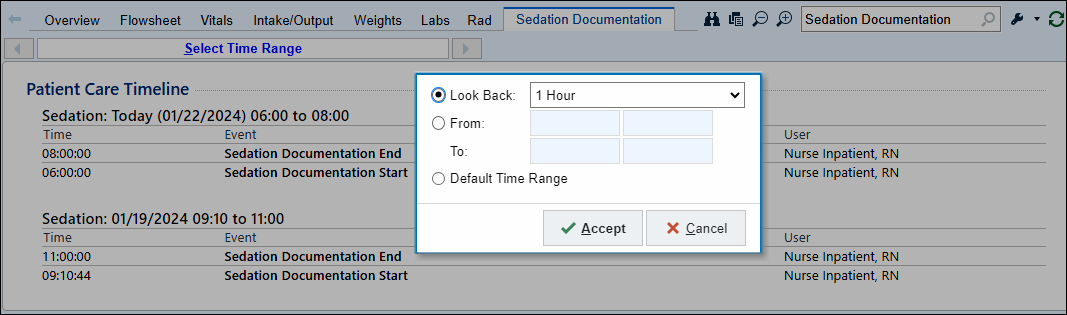 Overview Flowsheet Vitals Intake/Output Weights Labs Rad Sedation Documentation Sedation Documentation
Select Time Range
Patient Care Timeline
Sedation: Today (01/22/2024) 06:00 to 08:00
Time Event User
08:00:00 Sedation Documentation End Nurse Inpatient, RN
06:00:00 Sedation Documentation Start Nurse Inpatient, RN
Sedation: 01/19/2024 09:10 to 11:00
Time Event User
11:00:00 Sedation Documentation End Nurse Inpatient, RN
09:10:44 Sedation Documentation Start Nurse Inpatient, RN
Look Back: 1 Hour
From:
To:
Default Time Range
Accept Cancel